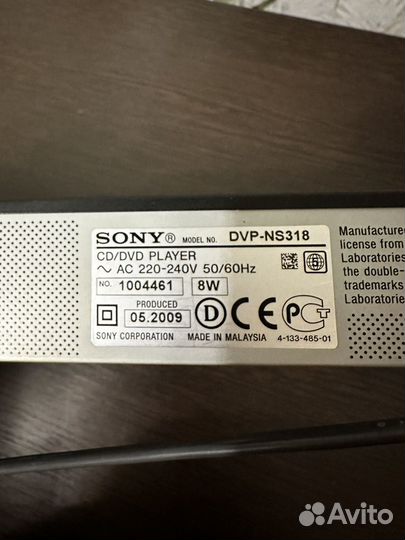 SONY® MODEL NO. DVP-NS318
CD/DVD PLAYER
~ AC 220-240V 50/60Hz
NO. 1004461 8W
PRODUCED
05.2009
SONY CORPORATION MADE IN MALAYSIA 4-133-485-01
Manufactured
license from
Laboratories
the double-
trademarks
Laboratorie
Avito